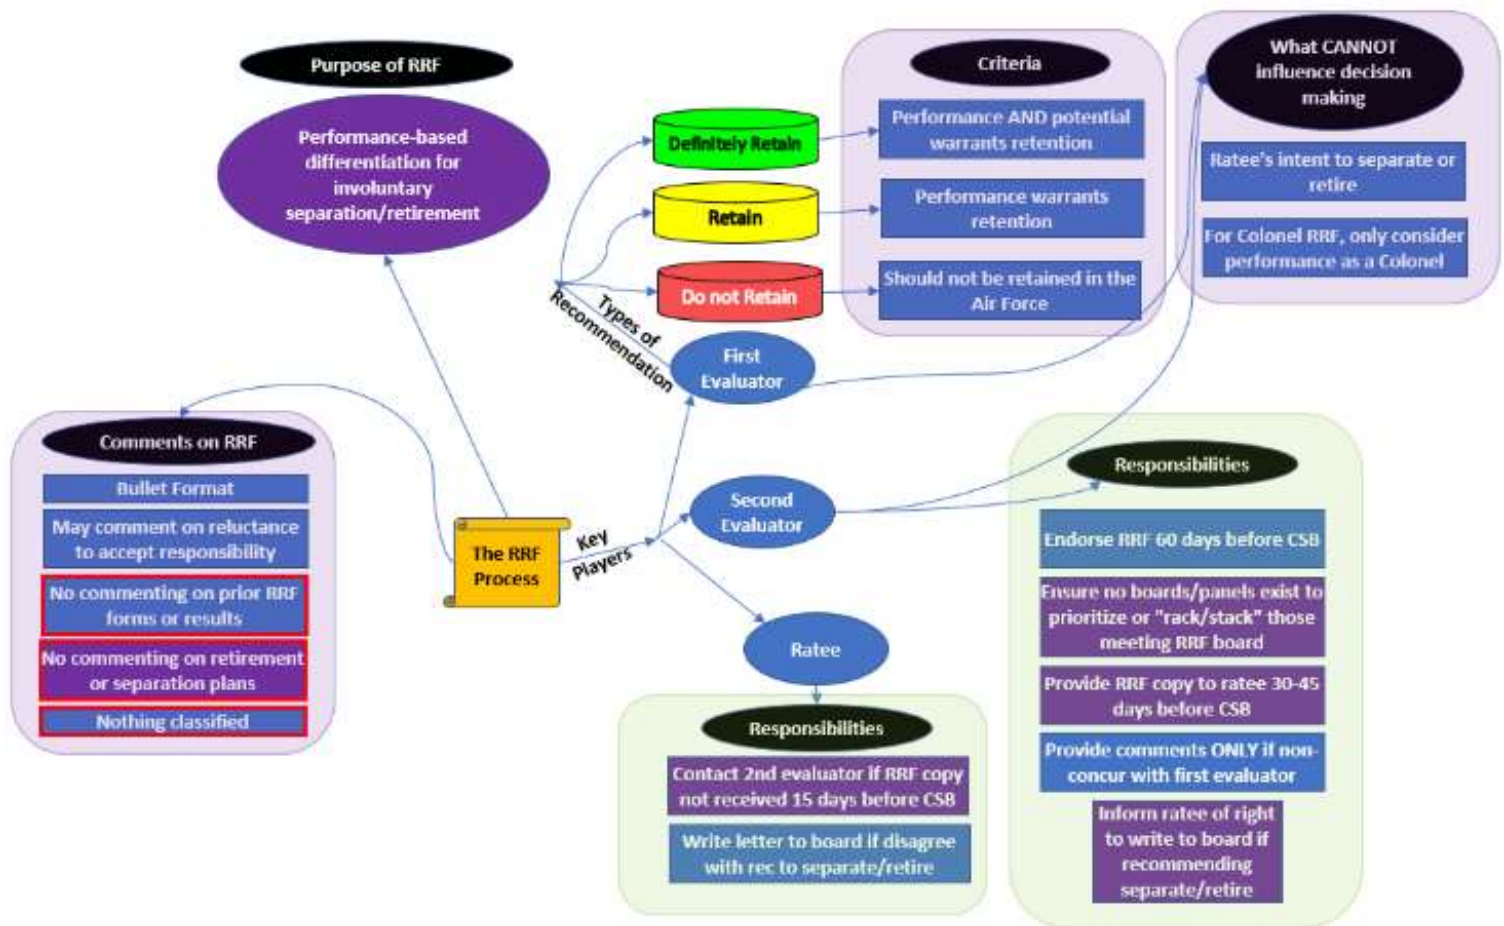 Purpose of RRF
Performance-based
differentiation for
involuntary
separation/retirement
Definitely Retain
Retain
Do not Retain
Types of
Recommendation
Criteria
Performance AND potential
warrants retention
Performance warrants
retention
Should not be retained in the
Air Force
What CANNOT
influence decision
making
Ratee's intent to separate or
retire
For Colonel RRF, only consider
performance as a Colonel
First
Evaluator
Comments on RRF
Bullet Format
May comment on reluctance
to accept responsibility
No commenting on prior RRF
forms or results
No commenting on retirement
or separation plans
Nothing classified
The RRF
Process
Key
Players
Second
Evaluator
Ratee
Responsibilities
Contact 2nd evaluator if RRF copy
not received 15 days before CSB
Write letter to board if disagree
with rec to separate/retire
Responsibilities
Endorse RRF 60 days before CSB
Ensure no boards/panels exist to
prioritize or "rack/stack" those
meeting RRF board
Provide RRF copy to ratee 30-45
days before CSB
Provide comments ONLY if non-
concur with first evaluator
Inform ratee of right
to write to board if
recommending
separate/retire